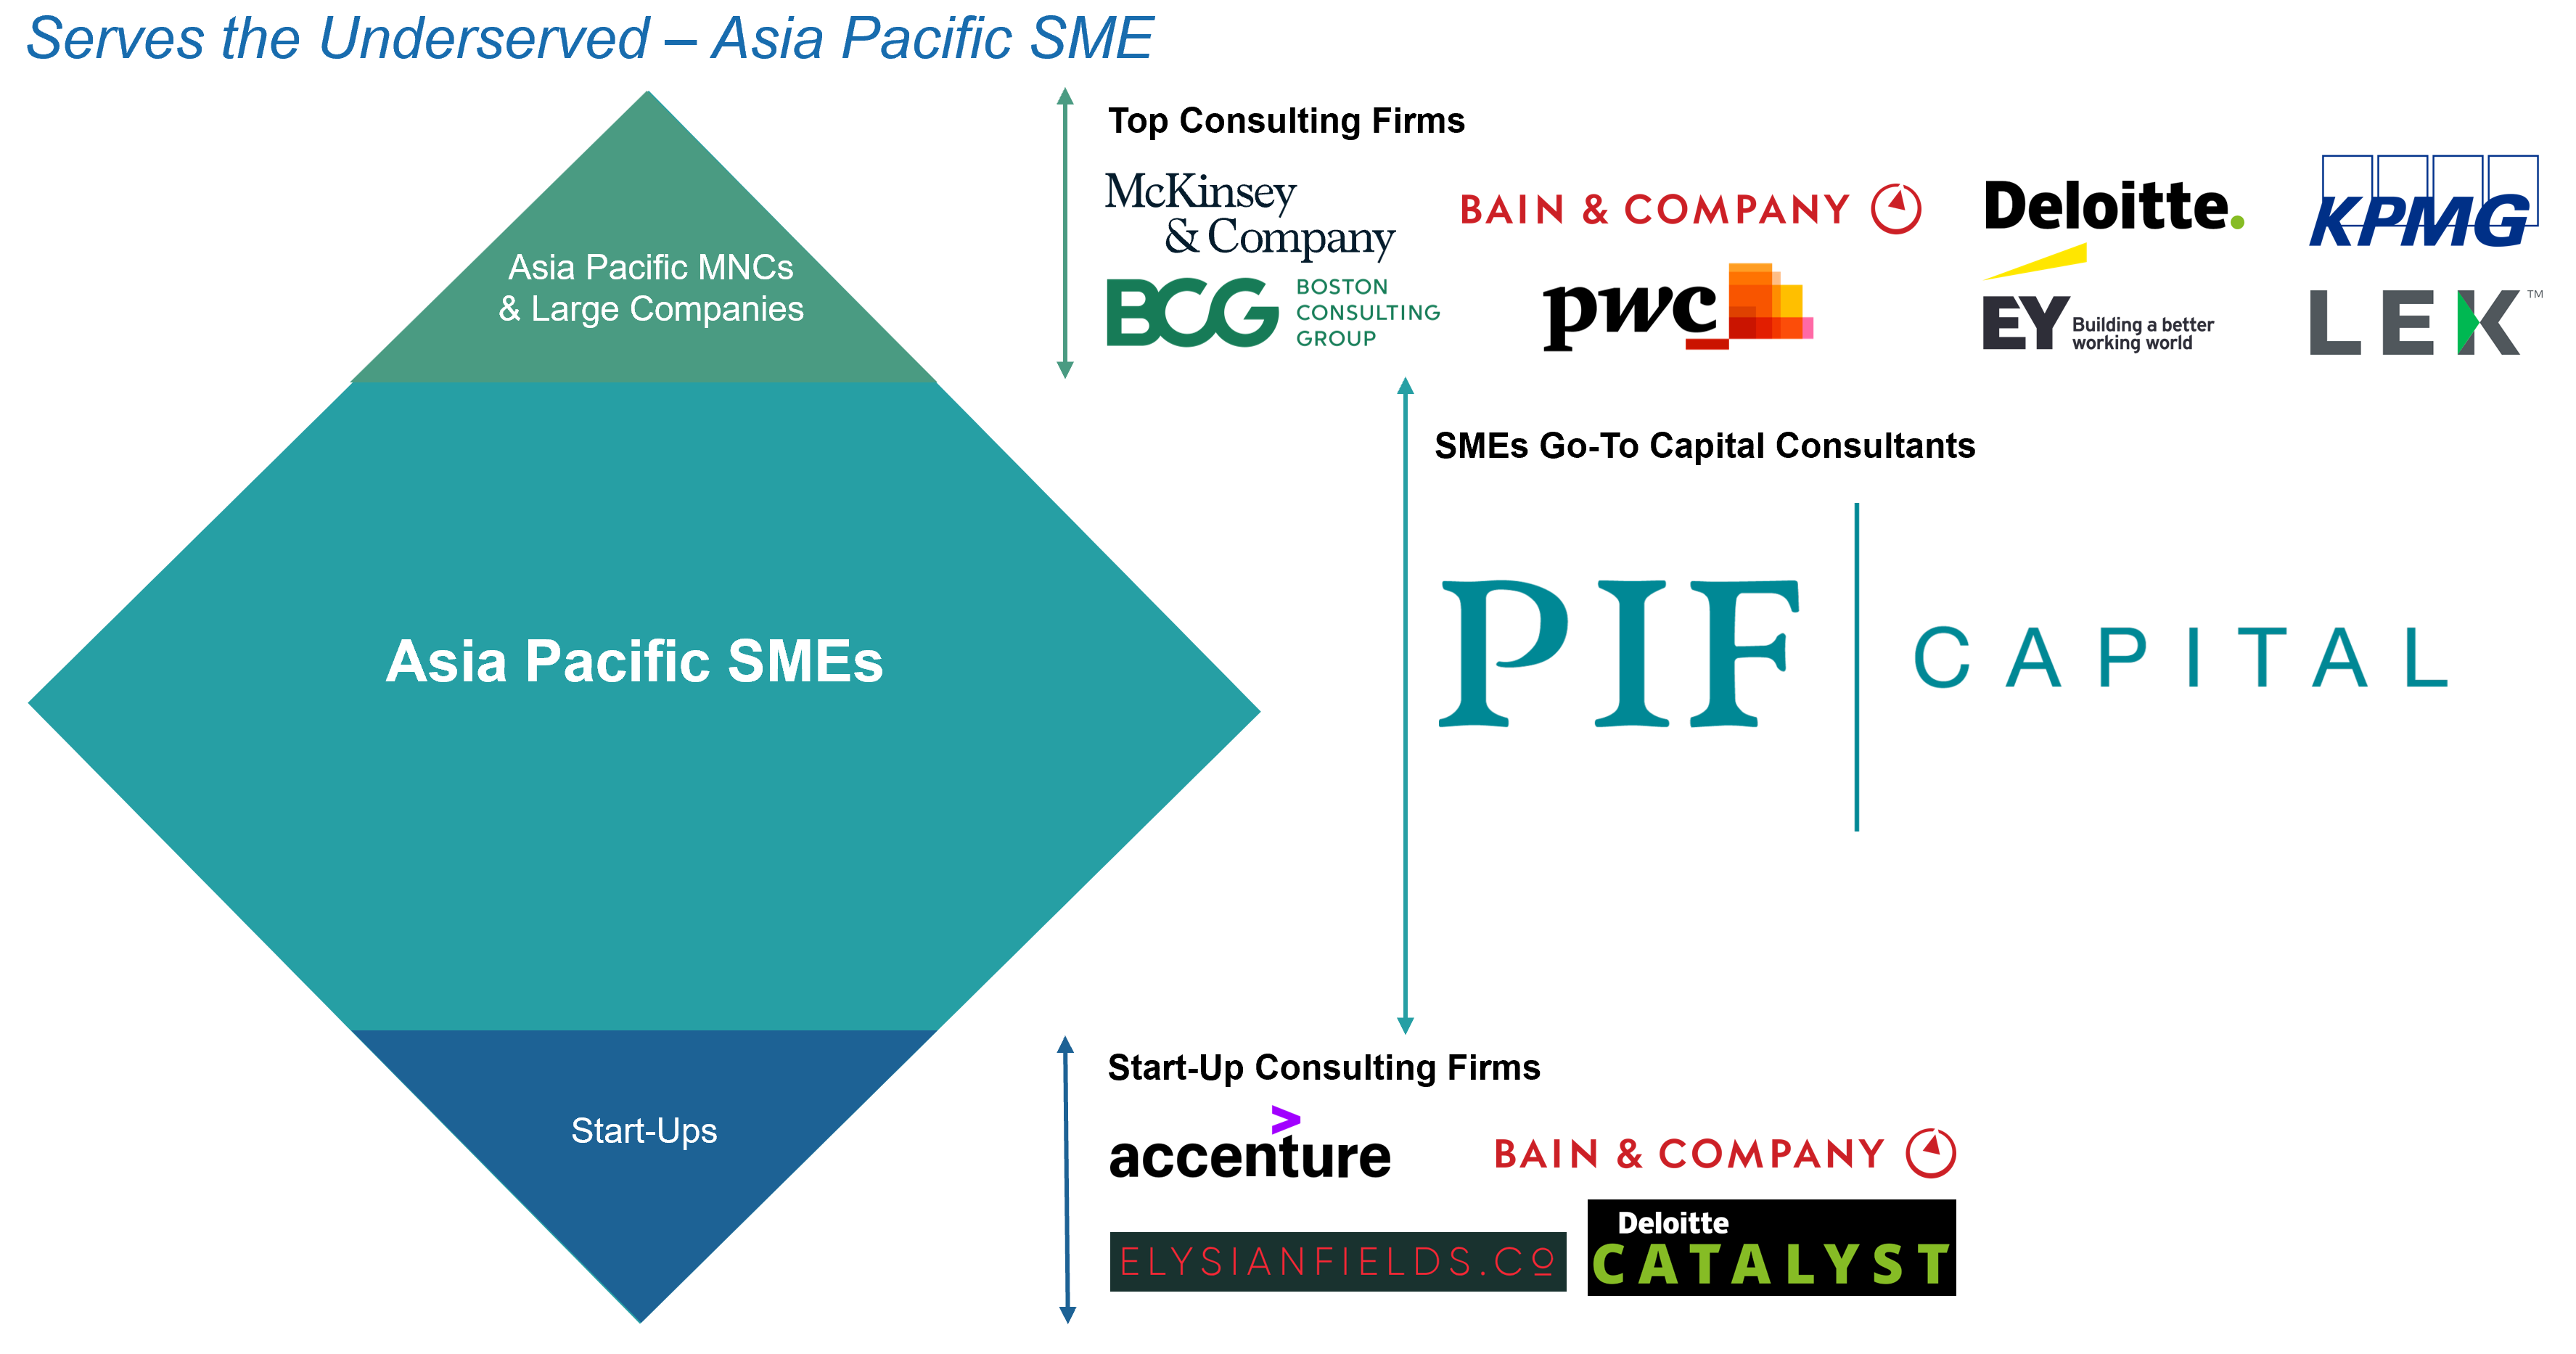 Serves the Underserved – Asia Pacific SME
Asia Pacific MNCs
& Large Companies
Asia Pacific SMEs
Start-Ups
Top Consulting Firms
McKinsey
& Company
BAIN & COMPANY
Deloitte.
KPMG
BCG
BOSTON
CONSULTING
GROUP
pwc
EY
Building a better
working world
LEK™
SMEs Go-To Capital Consultants
PIF
CAPITAL
Start-Up Consulting Firms
accenture
BAIN & COMPANY
ELYSIANFIELDS.Co
Deloitte
CATALYST